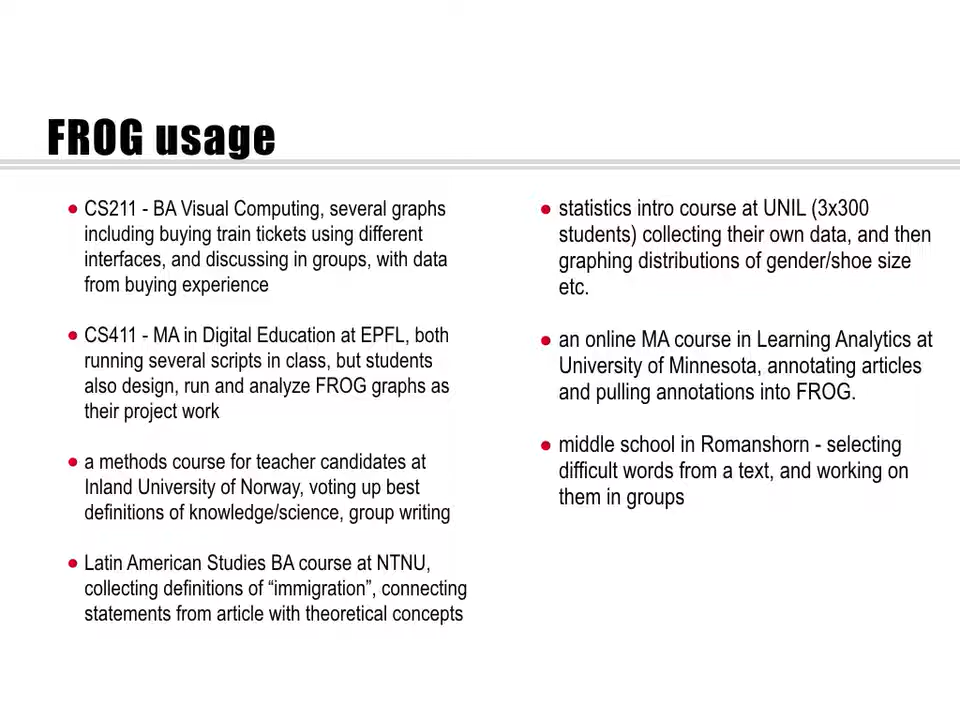 FROG usage
● CS211 - BA Visual Computing, several graphs
including buying train tickets using different
interfaces, and discussing in groups, with data
from buying experience
● CS411 - MA in Digital Education at EPFL, both
running several scripts in class, but students
also design, run and analyze FROG graphs as
their project work
● a methods course for teacher candidates at
Inland University of Norway, voting up best
definitions of knowledge/science, group writing
● Latin American Studies BA course at NTNU,
collecting definitions of “immigration”, connecting
statements from article with theoretical concepts
● statistics intro course at UNIL (3x300
students) collecting their own data, and then
graphing distributions of gender/shoe size
etc.
● an online MA course in Learning Analytics at
University of Minnesota, annotating articles
and pulling annotations into FROG.
● middle school in Romanshorn - selecting
difficult words from a text, and working on
them in groups